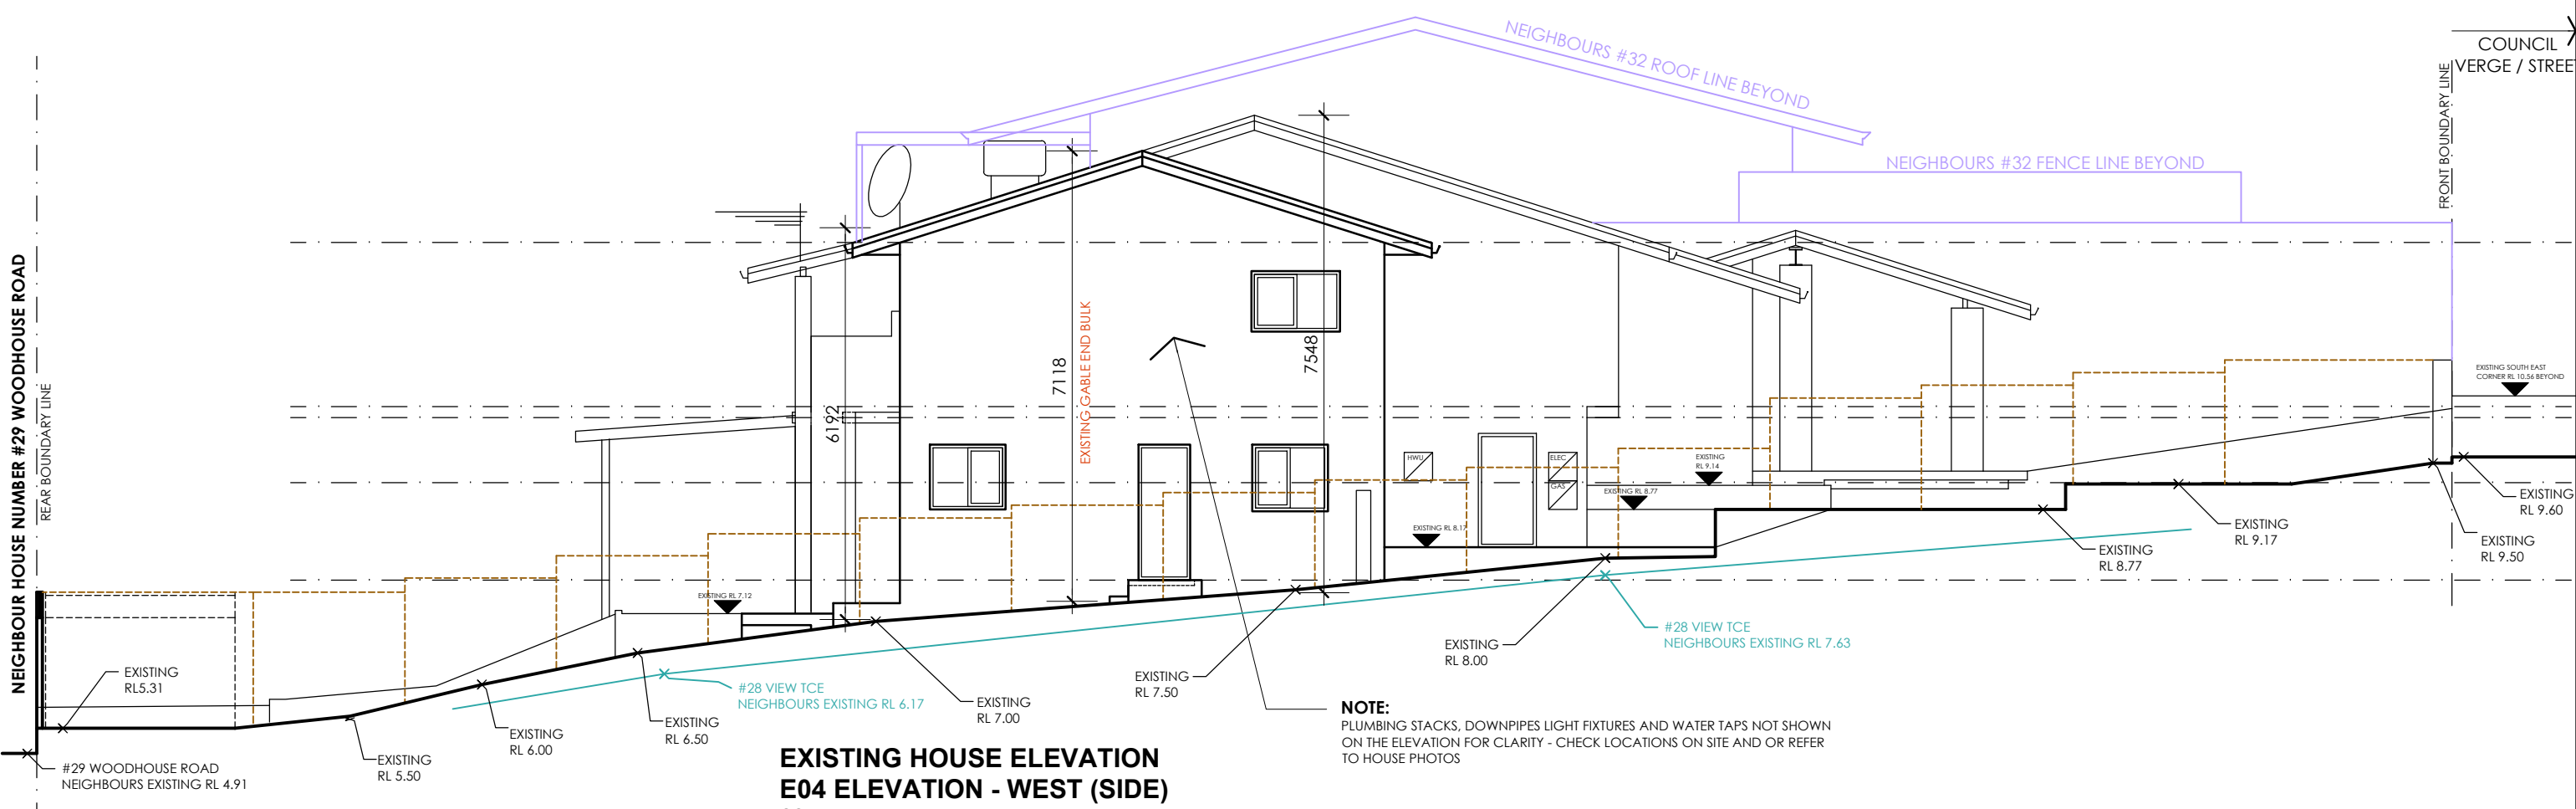 COUNCIL
VERGE / STREE
NEIGHBOURS #32 ROOF LINE BEYOND
NEIGHBOURS #32 FENCE LINE BEYOND
FRONT BOUNDARY LINE
NEIGHBOUR HOUSE NUMBER #29 WOODHOUSE ROAD
REAR BOUNDARY LINE
6192
7118
EXISTING GABLE END BULK
7548
EXISTING SOUTH EAST
CORNER RL 10.56 BEYOND
HWU
ELEC
GAS
EXISTING
RL 9.14
EXISTING RL 8.77
EXISTING RL 8.17
EXISTING RL 7.12
EXISTING
RL 9.60
EXISTING
RL 9.50
EXISTING
RL 9.17
EXISTING
RL 8.77
#28 VIEW TCE
NEIGHBOURS EXISTING RL 7.63
EXISTING
RL 8.00
EXISTING
RL 7.50
EXISTING
RL 7.00
#28 VIEW TCE
NEIGHBOURS EXISTING RL 6.17
EXISTING
RL 6.50
EXISTING
RL 6.00
EXISTING
RL 5.50
EXISTING
RL5.31
#29 WOODHOUSE ROAD
NEIGHBOURS EXISTING RL 4.91
NOTE:
PLUMBING STACKS, DOWNPIPES LIGHT FIXTURES AND WATER TAPS NOT SHOWN
ON THE ELEVATION FOR CLARITY - CHECK LOCATIONS ON SITE AND OR REFER
TO HOUSE PHOTOS
EXISTING HOUSE ELEVATION
E04 ELEVATION - WEST (SIDE)